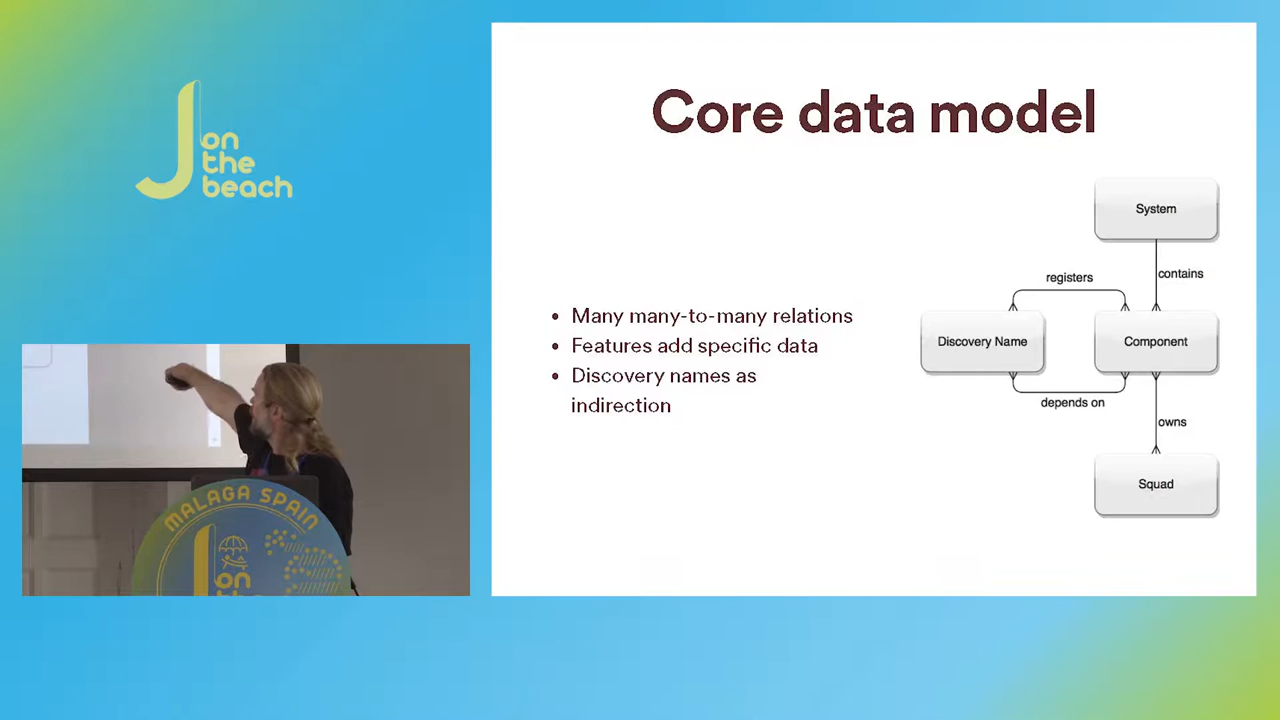 J on
the
beach
Core data model
• Many many-to-many relations
• Features add specific data
• Discovery names as
indirection
System
contains
registers
Discovery Name
Component
depends on
owns
Squad
MALAGA SPAIN
J on